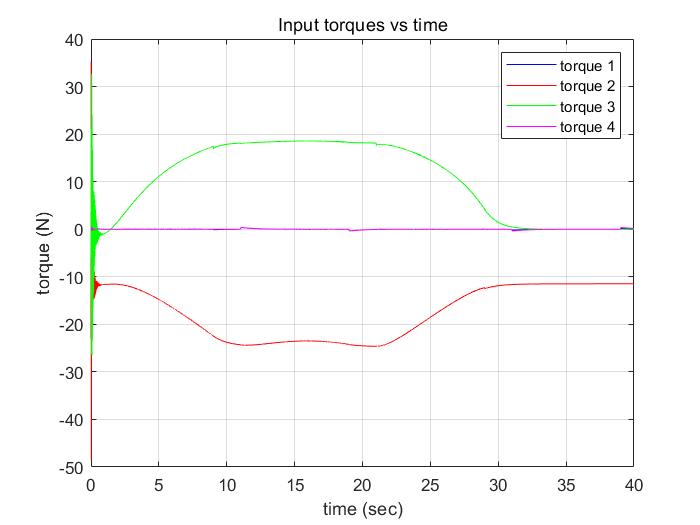 Input torques vs time
torque 1
torque 2
torque 3
torque 4
40
30
20
10
0
-10
-20
-30
-40
-50
torque (N)
0 5 10 15 20 25 30 35 40
time (sec)